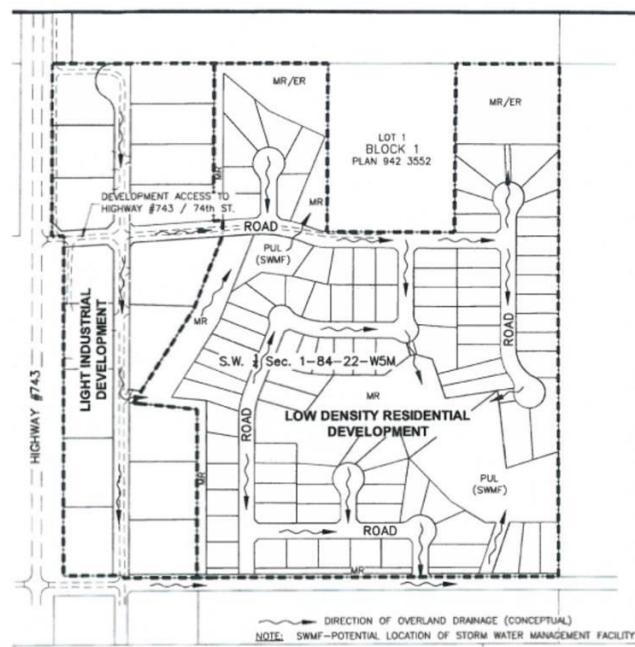 MR/ER
MR/ER
LOT 1
BLOCK 1
PLAN 942 3552
MR
MR
DEVELOPMENT ACCESS TO
HIGHWAY #743 / 74th ST.
ROAD
PUL
(SWMF)
MR
ROAD
LIGHT INDUSTRIAL
DEVELOPMENT
HIGHWAY #743
S.W. ¼ Sec. 1-84-22-W5M
MR
LOW DENSITY RESIDENTIAL
DEVELOPMENT
ROAD
MR
PUL
(SWMF)
ROAD
MR
DIRECTION OF OVERLAND DRAINAGE (CONCEPTUAL)
NOTE: SWMF-POTENTIAL LOCATION OF STORM WATER MANAGEMENT FACILITY